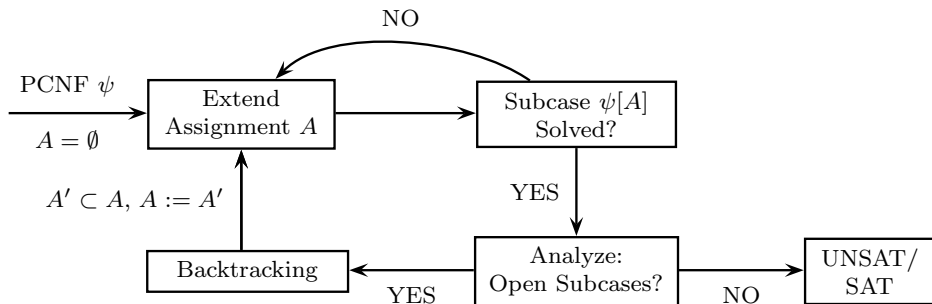 NO
PCNF ψ
A = ∅
Extend
Assignment A
Subcase ψ[A]
Solved?
YES
A′ ⊂ A, A := A′
Backtracking
YES
Analyze:
Open Subcases?
NO
UNSAT/
SAT